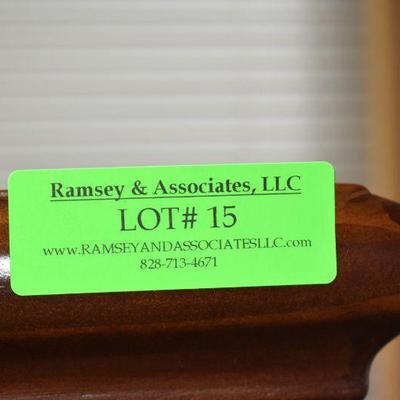 Ramsey & Associates, LLC
LOT# 15
www.RAMSEYANDASSOCIATESLLC.com
828-713-4671